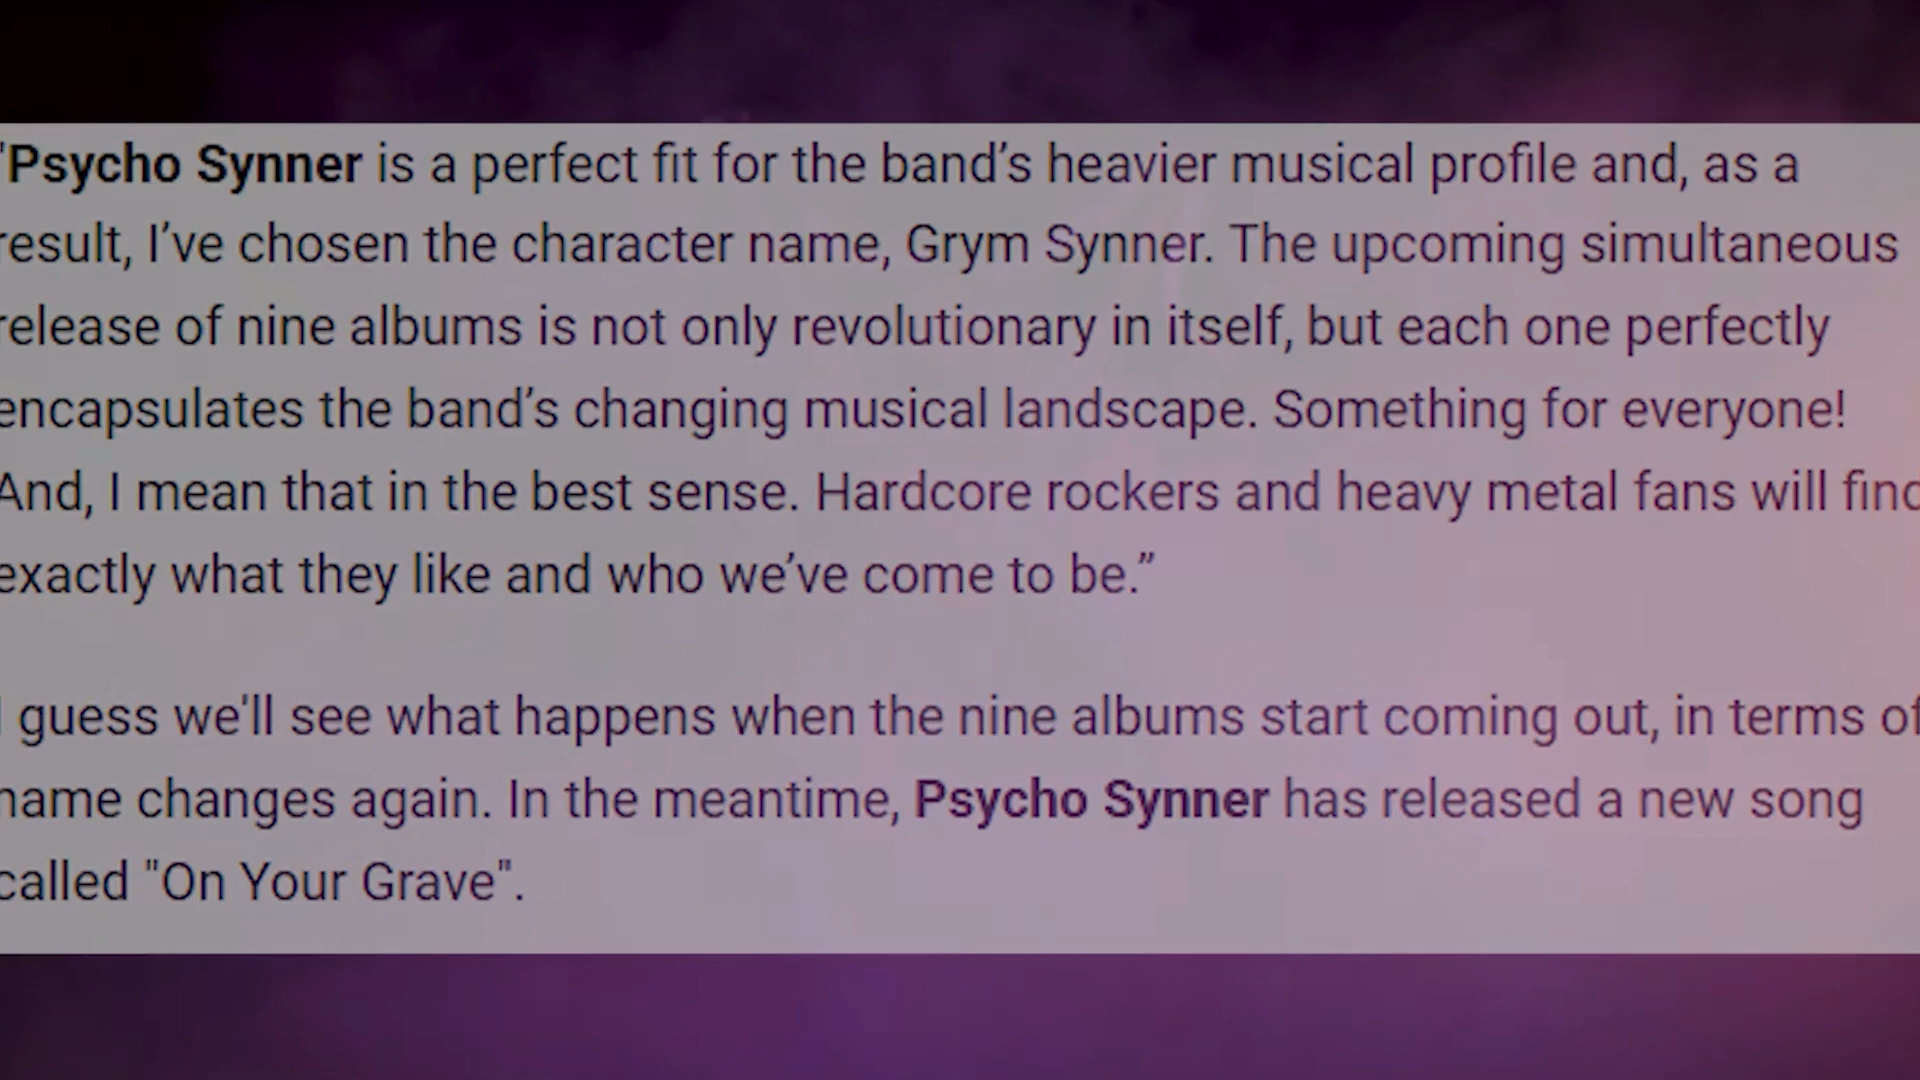 "Psycho Synner is a perfect fit for the band’s heavier musical profile and, as a
result, I’ve chosen the character name, Grym Synner. The upcoming simultaneous
release of nine albums is not only revolutionary in itself, but each one perfectly
encapsulates the band’s changing musical landscape. Something for everyone!
And, I mean that in the best sense. Hardcore rockers and heavy metal fans will find
exactly what they like and who we’ve come to be.”
I guess we'll see what happens when the nine albums start coming out, in terms of
name changes again. In the meantime, Psycho Synner has released a new song
called "On Your Grave".